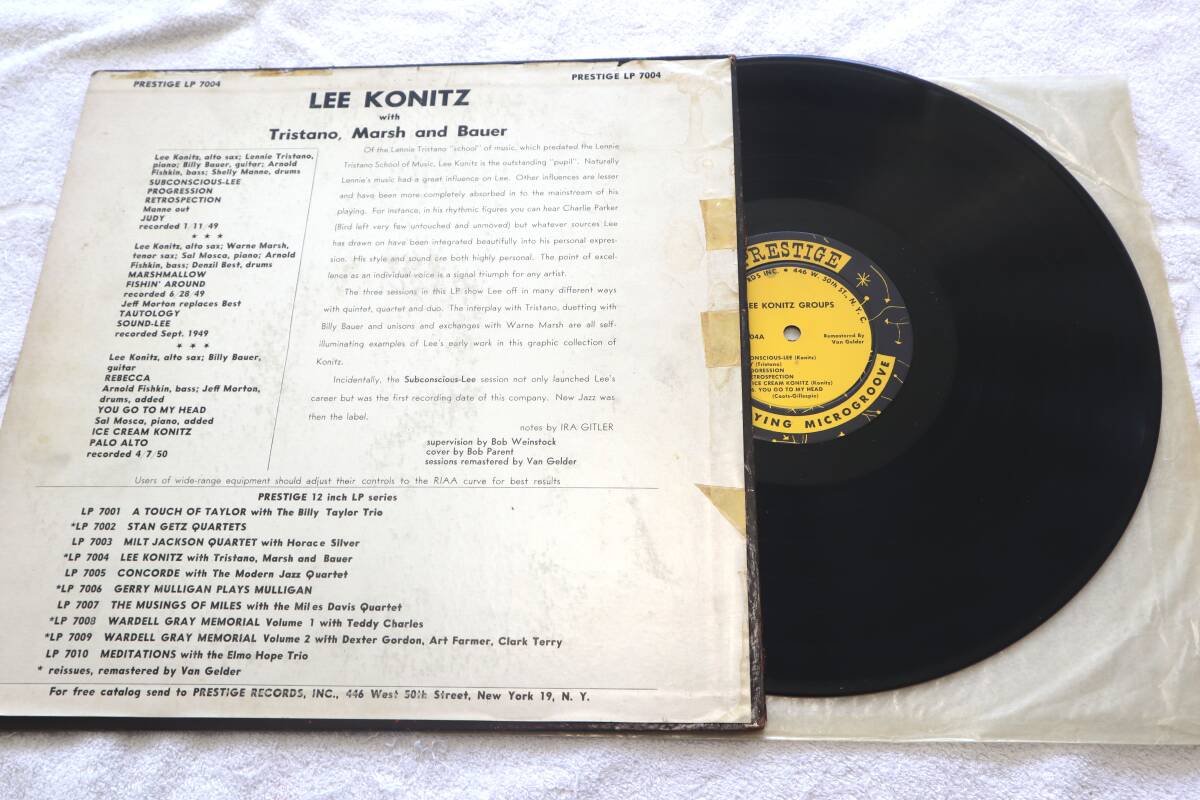 PRESTIGE LP 7004
PRESTIGE LP 7004
LEE KONITZ
with
Tristano, Marsh and Bauer
Lee Konitz, alto sax; Lennie Tristano,
piano; Billy Bauer, guitar; Arnold
Fishkin, bass; Shelly Manne, drums
SUBCONSCIOUS-LEE
PROGRESSION
RETROSPECTION
Manne out
JUDY
recorded 1/11/49
* * *
Lee Konitz, alto sax; Warne Marsh,
tenor sax; Sal Mosca, piano; Arnold
Fishkin, bass; Denzil Best, drums
MARSHMALLOW
FISHIN' AROUND
recorded 6/28/49
Jeff Morton replaces Best
TAUTOLOGY
SOUND-LEE
recorded Sept. 1949
* * *
Lee Konitz, alto sax; Billy Bauer,
guitar
REBECCA
Arnold Fishkin, bass; Jeff Morton,
drums, added
YOU GO TO MY HEAD
Sal Mosca, piano, added
ICE CREAM KONITZ
PALO ALTO
recorded 4/7/50
Of the Lennie Tristano "school" of music, which predated the Lennie
Tristano School of Music, Lee Konitz is the outstanding "pupil". Naturally
Lennie's music had a great influence on Lee. Other influences are lesser
and have been more completely absorbed in to the mainstream of his
playing. For instance, in his rhythmic figures you can hear Charlie Parker
(Bird left very few untouched and unmoved) but whatever sources Lee
has drawn on have been integrated beautifully into his personal expres-
sion. His style and sound are both highly personal. The point of excel-
lence as an individual voice is a signal triumph for any artist.
The three sessions in this LP show Lee off in many different ways
with quintet, quartet and duo. The interplay with Tristano, duetting with
Billy Bauer and unisons and exchanges with Warne Marsh are all self-
illuminating examples of Lee's early work in this graphic collection of
Konitz.
Incidentally, the Subconscious-Lee session not only launched Lee's
career but was the first recording date of this company. New Jazz was
then the label.
notes by IRA GITLER
supervision by Bob Weinstock
cover by Bob Parent
sessions remastered by Van Gelder
Users of wide-range equipment should adjust their controls to the RIAA curve for best results
PRESTIGE 12 inch LP series
LP 7001 A TOUCH OF TAYLOR with The Billy Taylor Trio
*LP 7002 STAN GETZ QUARTETS
LP 7003 MILT JACKSON QUARTET with Horace Silver
*LP 7004 LEE KONITZ with Tristano, Marsh and Bauer
LP 7005 CONCORDE with The Modern Jazz Quartet
*LP 7006 GERRY MULLIGAN PLAYS MULLIGAN
LP 7007 THE MUSINGS OF MILES with the Miles Davis Quartet
*LP 7008 WARDELL GRAY MEMORIAL Volume 1 with Teddy Charles
*LP 7009 WARDELL GRAY MEMORIAL Volume 2 with Dexter Gordon, Art Farmer, Clark Terry
LP 7010 MEDITATIONS with the Elmo Hope Trio
* reissues, remastered by Van Gelder
For free catalog send to PRESTIGE RECORDS, INC., 446 West 50th Street, New York 19, N. Y.
PRESTIGE
RDS INC. • 446 W. 50th ST., N.Y.C.
EE KONITZ GROUPS
04A
Remastered By
Van Gelder
ONSCIOUS-LEE (Konitz)
Y (Tristano)
OGRESSION
ETROSPECTION
ICE CREAM KONITZ (Konitz)
6. YOU GO TO MY HEAD
(Coots-Gillespie)
YING MICROGROOVE